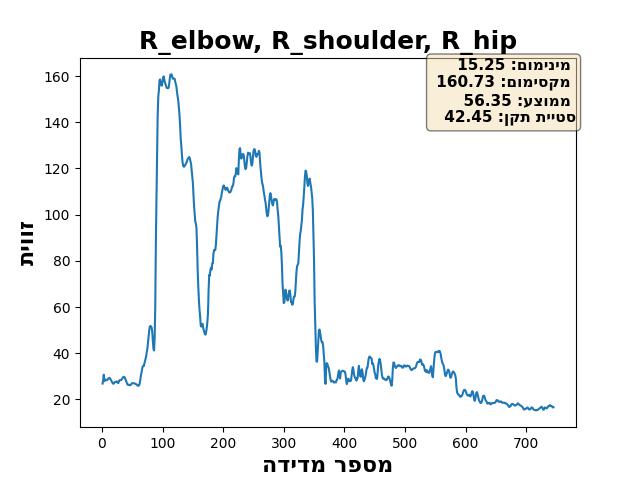 R_elbow, R_shoulder, R_hip
מינימום: 15.25
מקסימום: 160.73
ממוצע: 56.35
סטיית תקן: 42.45
160
140
120
100
80
60
40
20
זווית
0 100 200 300 400 500 600 700
מספר מדידה